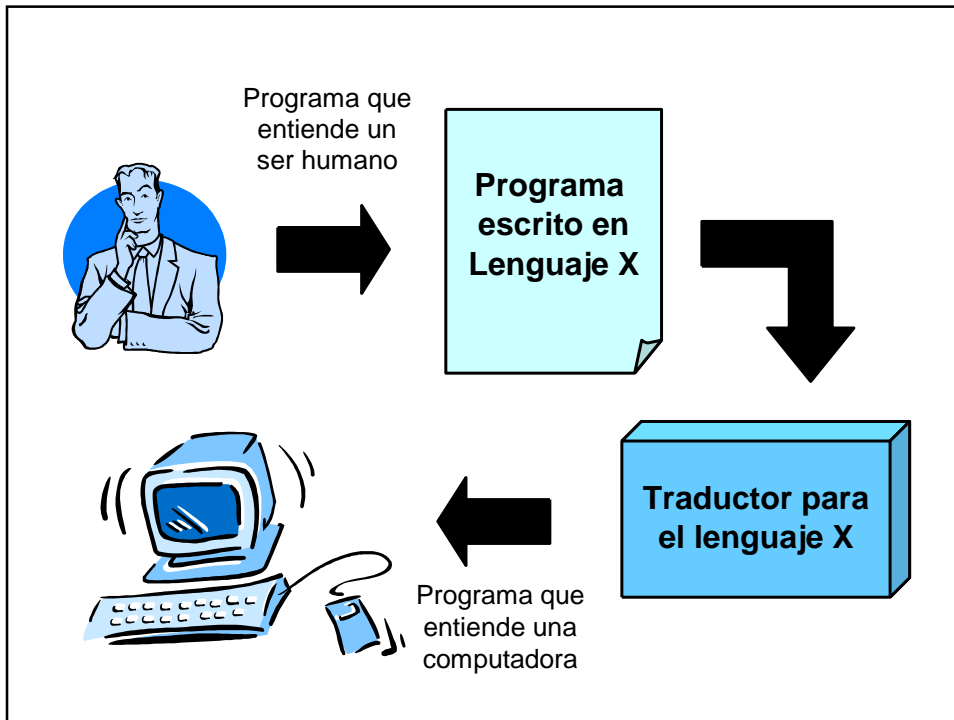 Programa que
entiende un
ser humano
Programa
escrito en
Lenguaje X
Traductor para
el lenguaje X
Programa que
entiende una
computadora